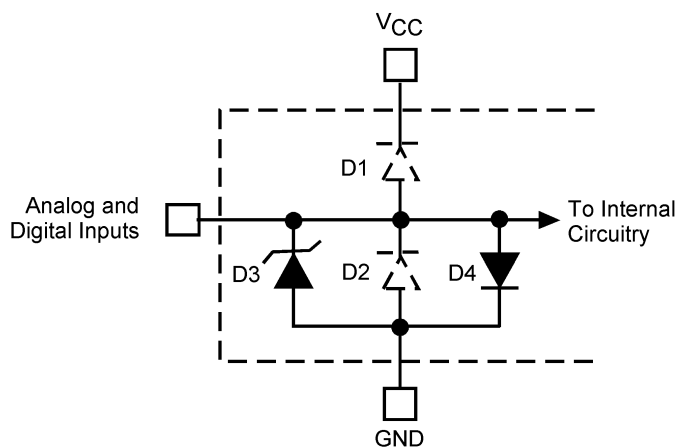 VCC
D1
Analog and
Digital Inputs
To Internal
Circuitry
D3
D2
D4
GND